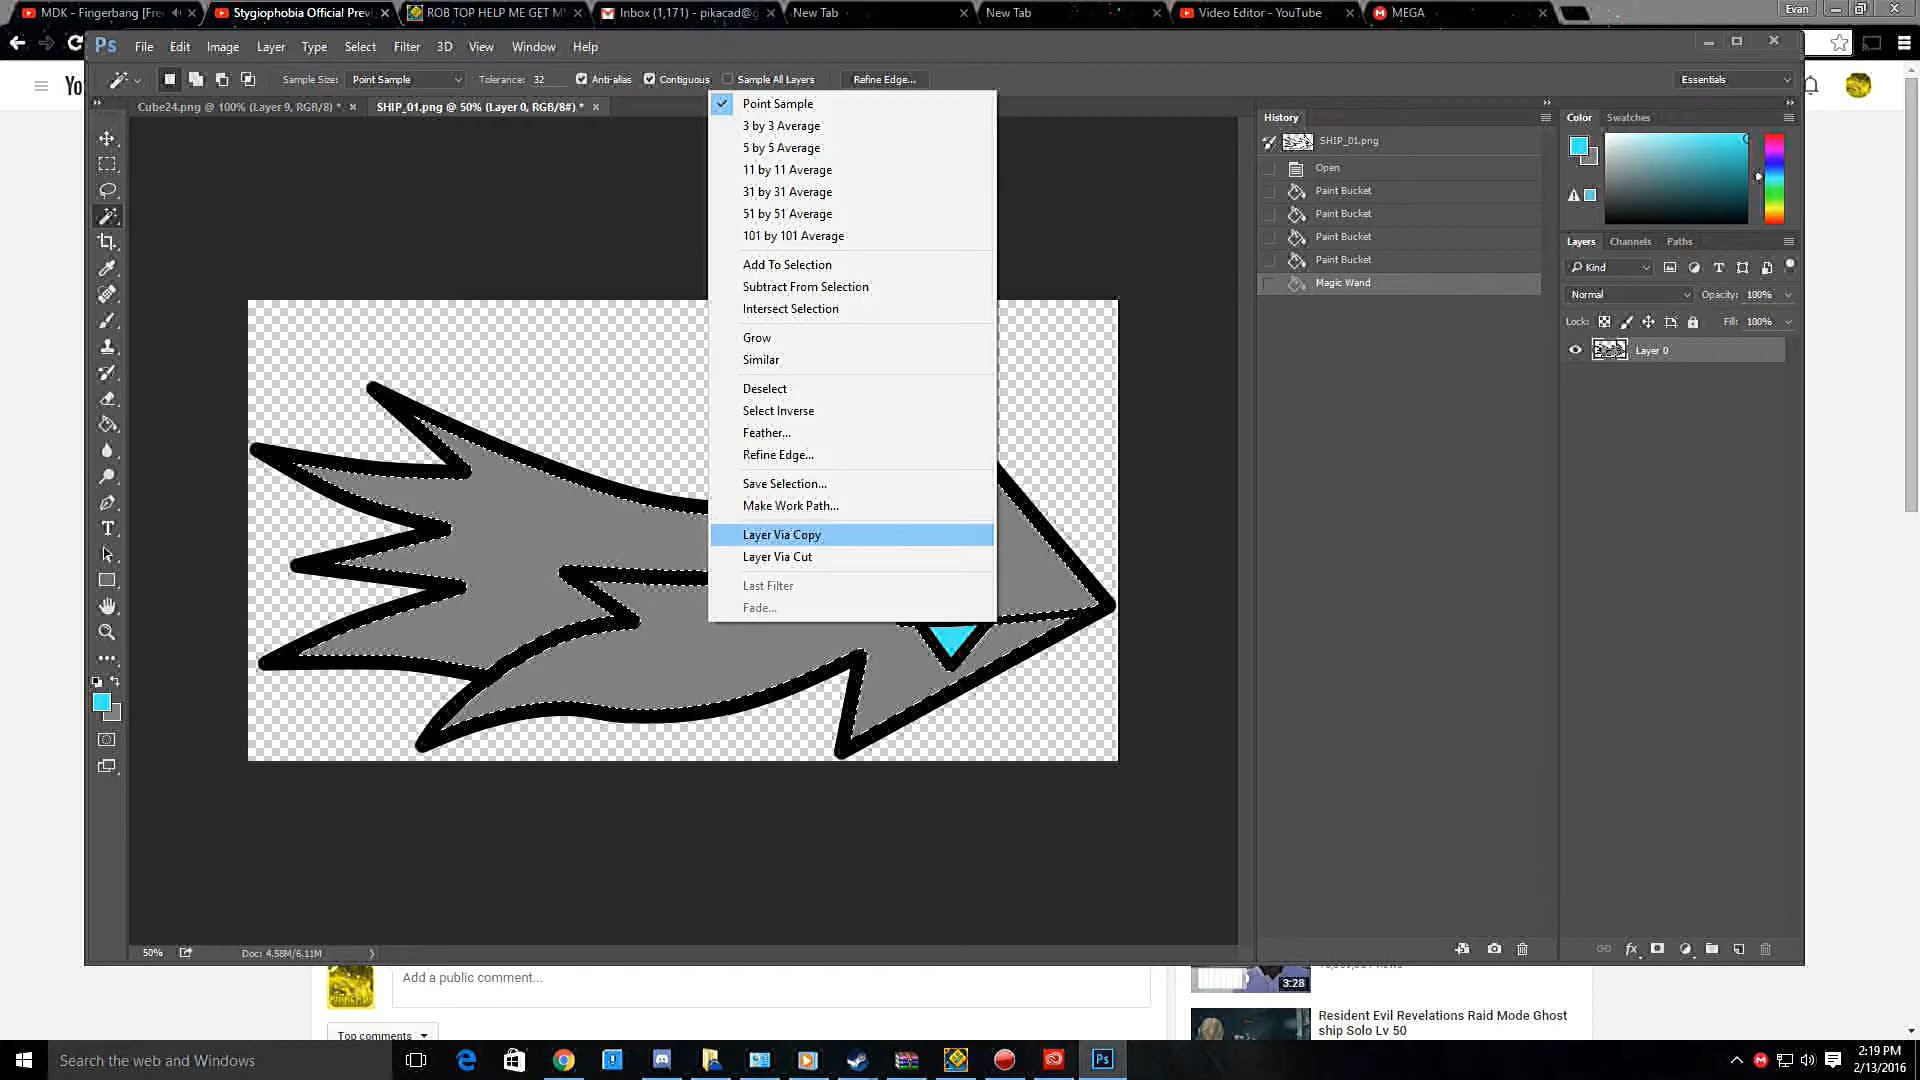 MDK - Fingerbang [Fre
Stygiophobia Official Prev
ROB TOP HELP ME GET MY
Inbox (1,171) - pikacad@g
New Tab
New Tab
Video Editor - YouTube
MEGA
Evan
Ps
File
Edit
Image
Layer
Type
Select
Filter
3D
View
Window
Help
Sample Size:
Point Sample
Tolerance: 32
Anti-alias
Contiguous
Sample All Layers
Refine Edge...
Essentials
Cube24.png @ 100% (Layer 9, RGB/8) *
SHIP_01.png @ 50% (Layer 0, RGB/8#) *
Point Sample
3 by 3 Average
5 by 5 Average
11 by 11 Average
31 by 31 Average
51 by 51 Average
101 by 101 Average
Add To Selection
Subtract From Selection
Intersect Selection
Grow
Similar
Deselect
Select Inverse
Feather...
Refine Edge...
Save Selection...
Make Work Path...
Layer Via Copy
Layer Via Cut
Last Filter
Fade...
History
SHIP_01.png
Open
Paint Bucket
Paint Bucket
Paint Bucket
Paint Bucket
Magic Wand
Color
Swatches
Layers
Channels
Paths
Kind
Normal
Opacity: 100%
Lock:
Fill: 100%
Layer 0
50%
Doc: 4.58M/6.11M
Add a public comment...
Top comments
3:28
Resident Evil Revelations Raid Mode Ghost
ship Solo Lv 50
Search the web and Windows
Ps
2:19 PM
2/13/2016